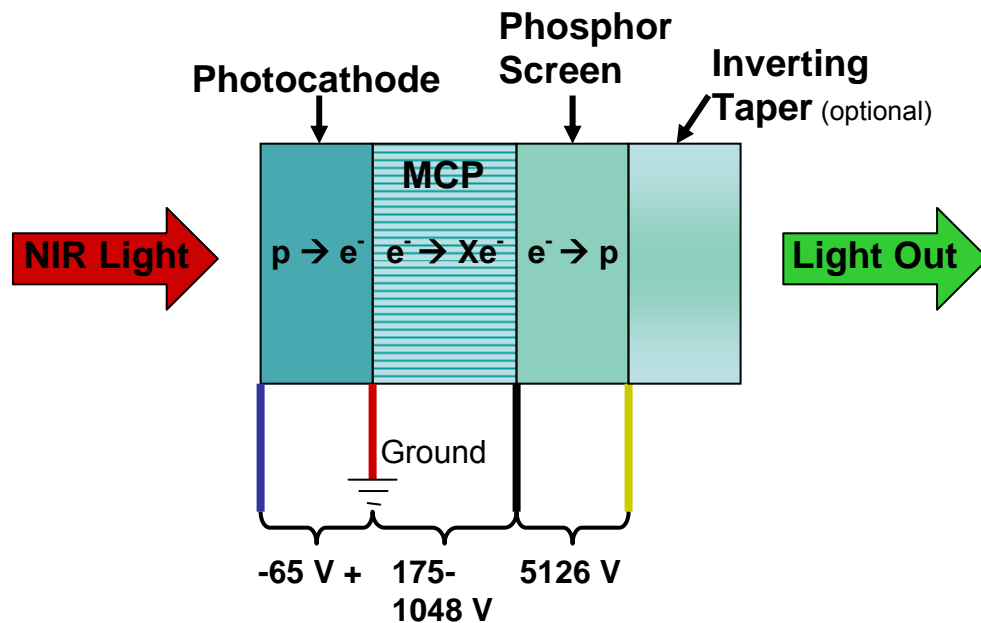 Phosphor
Screen
Photocathode
Inverting
Taper (optional)
MCP
NIR Light
p → e⁻
e⁻ → Xe⁻
e⁻ → p
Light Out
Ground
-65 V +
175-
1048 V
5126 V